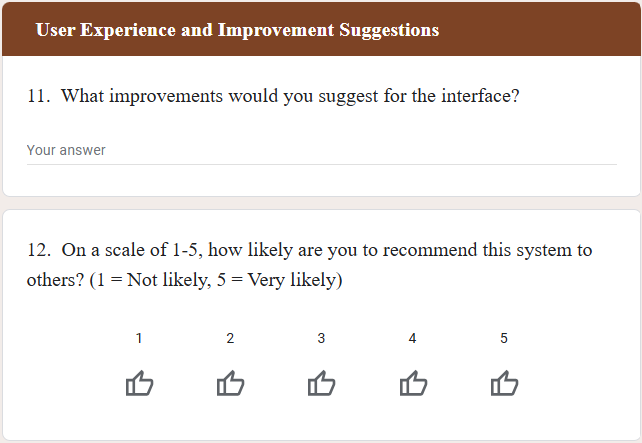 User Experience and Improvement Suggestions
11. What improvements would you suggest for the interface?
Your answer
12. On a scale of 1-5, how likely are you to recommend this system to
others? (1 = Not likely, 5 = Very likely)
1 2 3 4 5